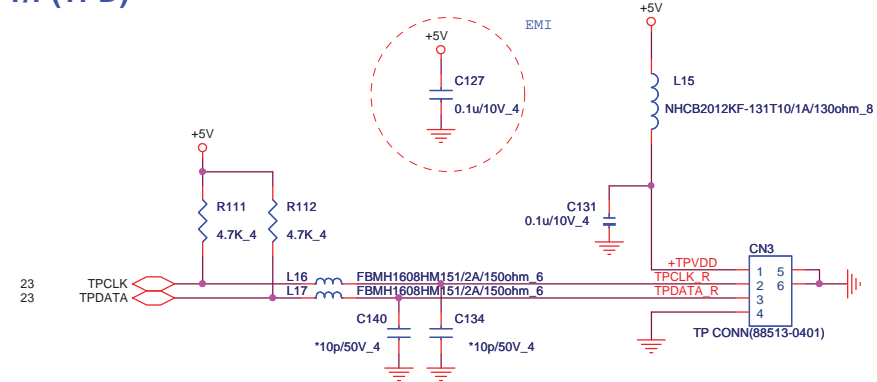 (TPD)
EMI
+5V
C127
0.1u/10V_4
+5V
L15
NHCB2012KF-131T10/1A/130ohm_8
+5V
R111
4.7K_4
R112
4.7K_4
C131
0.1u/10V_4
CN3
+TPVDD
TPCLK_R
TPDATA_R
1 5
2 6
3
4
TP CONN(88513-0401)
23 TPCLK
23 TPDATA
L16 FBMH1608HM151/2A/150ohm_6
L17 FBMH1608HM151/2A/150ohm_6
C140
*10p/50V_4
C134
*10p/50V_4